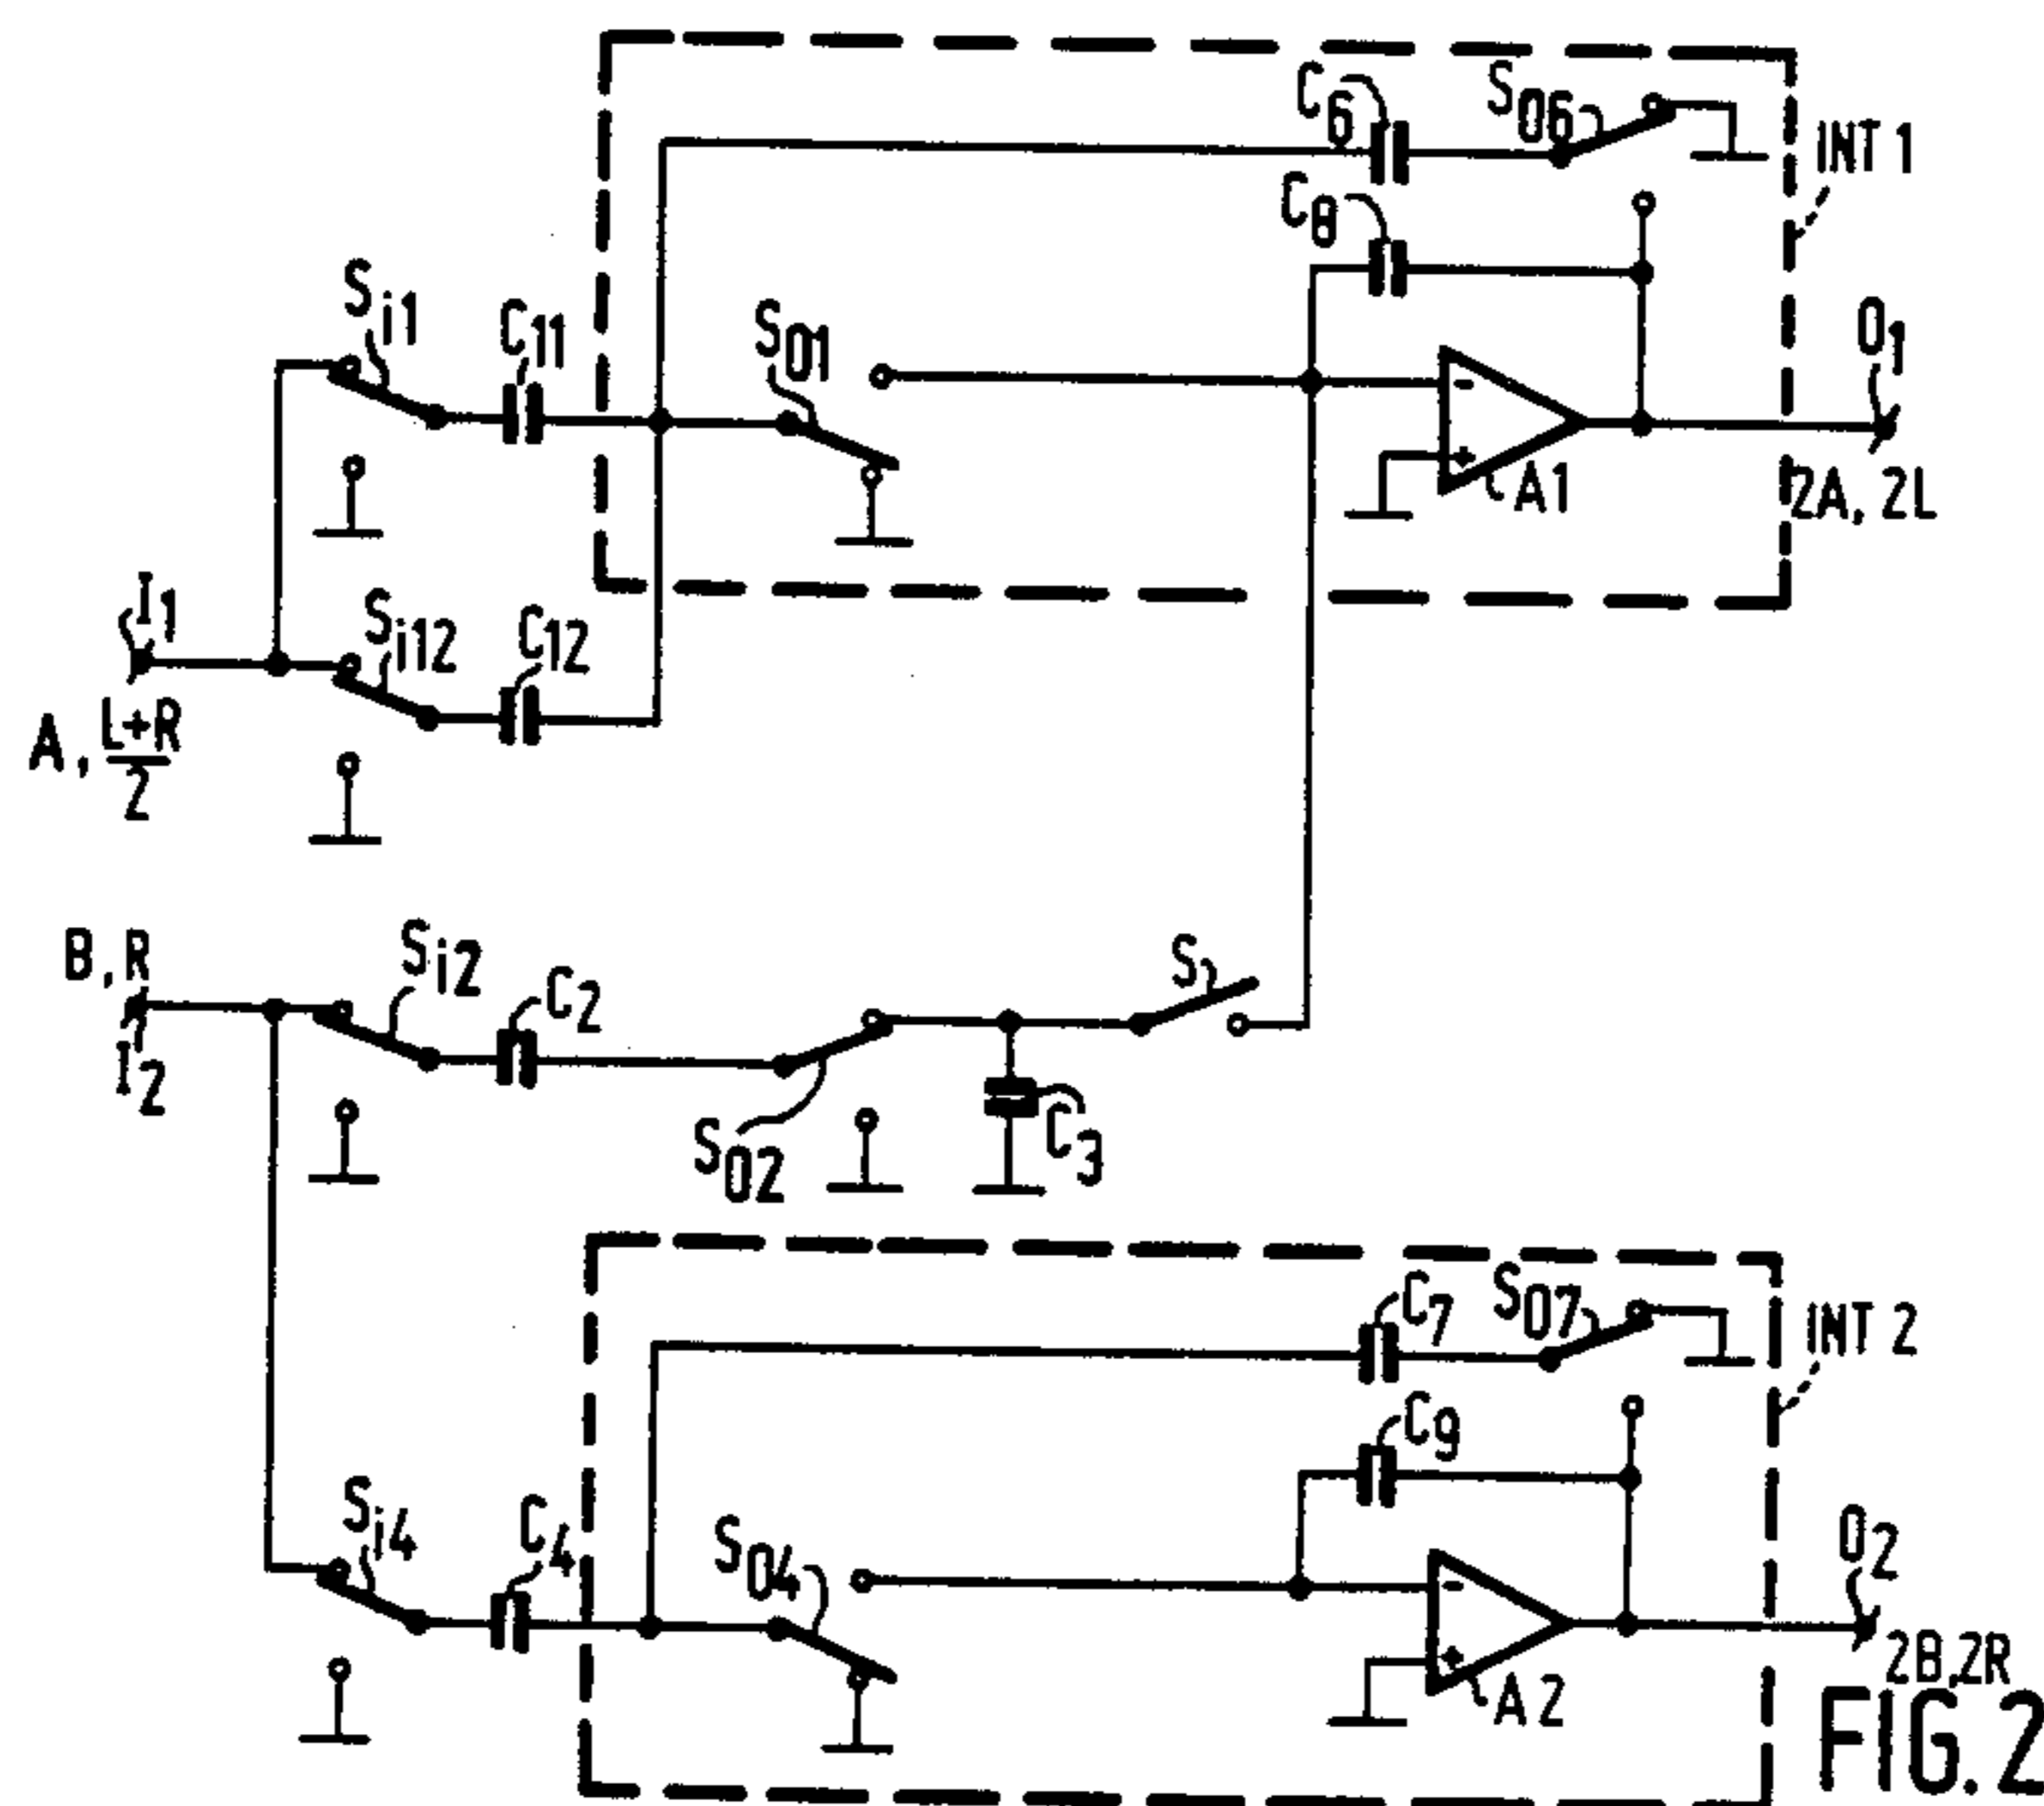 C6
S06
INT 1
C8
Si1
C11
S01
O1
-
+
A1
2A, 2L
I1
Si12
C12
A, L+R
2
B,R
I2
Si2
C2
S
S02
C3
C7
S07
INT 2
C9
Si4
C4
S04
O2
-
+
A2
2B,2R
FIG.2